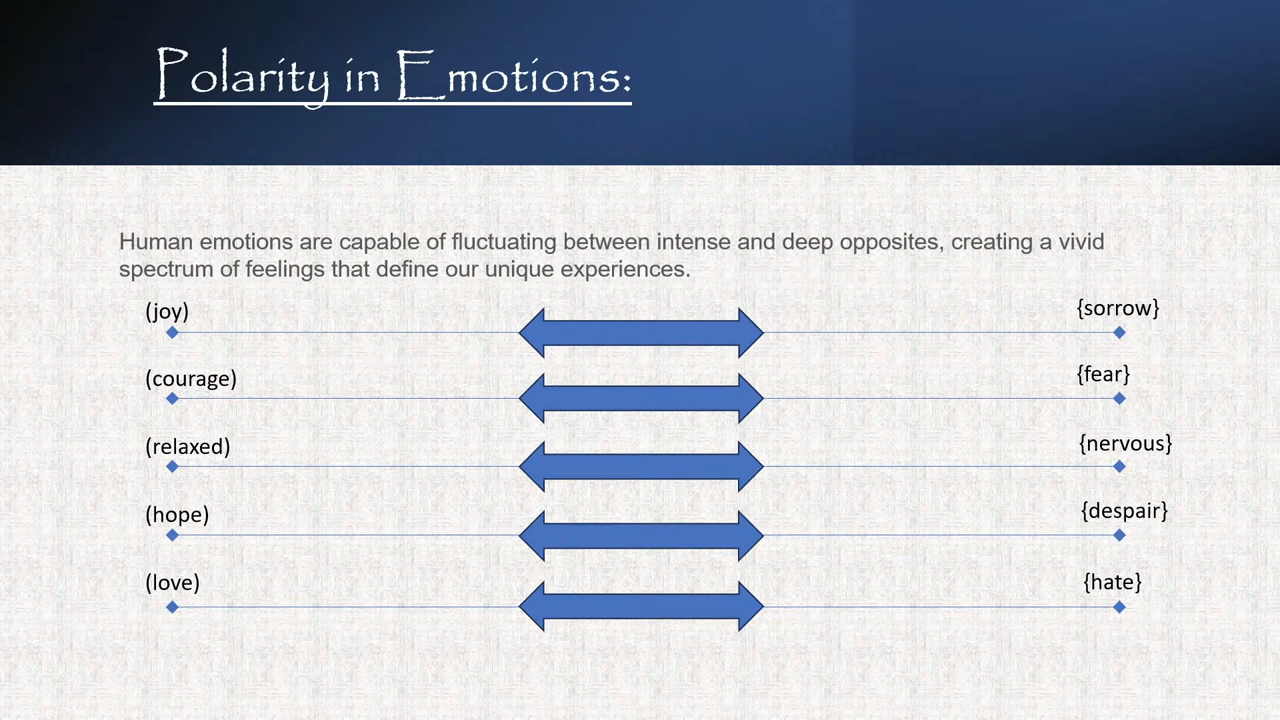 Polarity in Emotions:
Human emotions are capable of fluctuating between intense and deep opposites, creating a vivid
spectrum of feelings that define our unique experiences.
(joy) {sorrow}
(courage) {fear}
(relaxed) {nervous}
(hope) {despair}
(love) {hate}